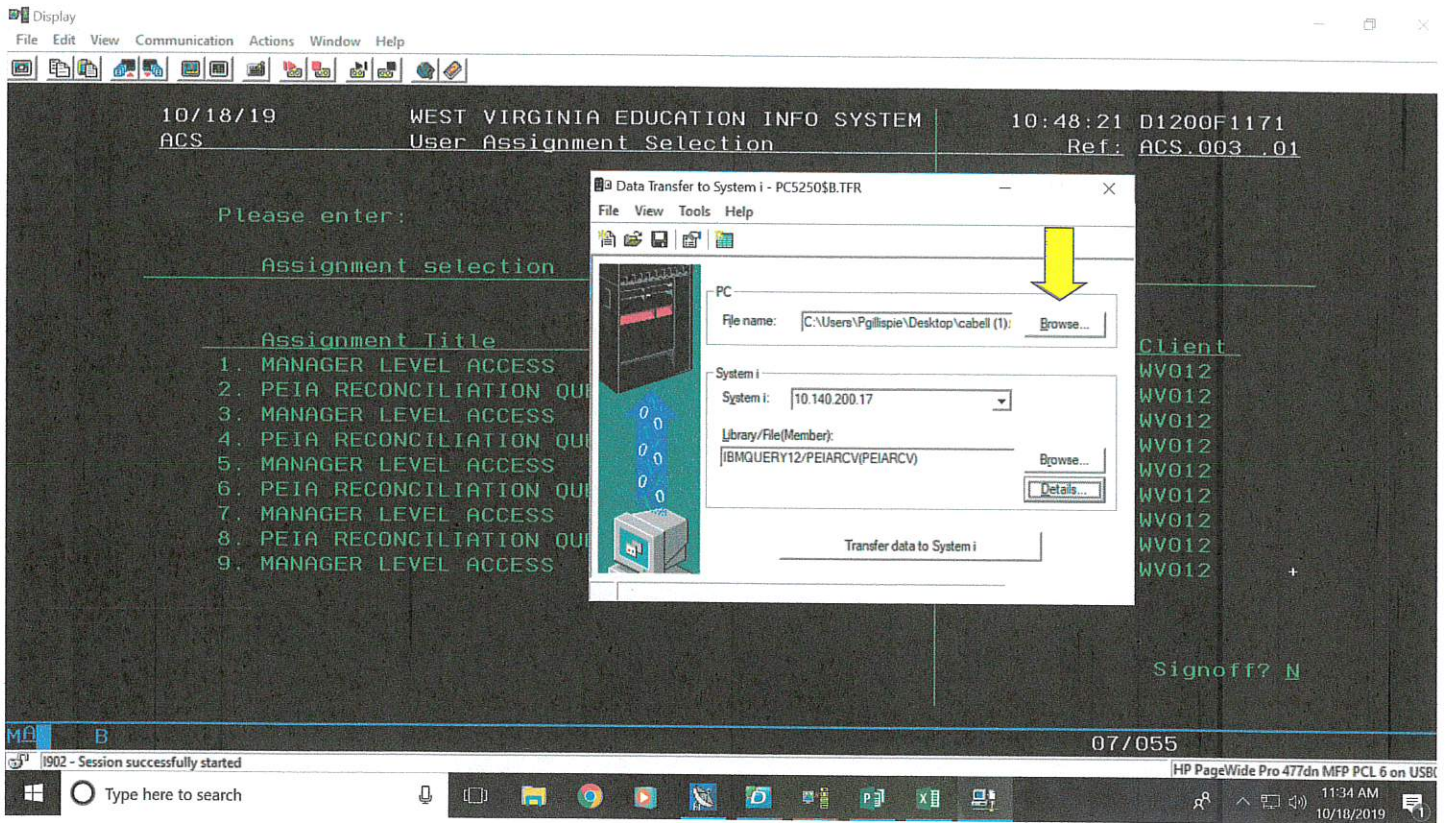 Display
File Edit View Communication Actions Window Help
10/18/19 WEST VIRGINIA EDUCATION INFO SYSTEM 10:48:21 D1200F1171
ACS User Assignment Selection Ref: ACS.003 .01
Please enter:
Assignment selection
Assignment Title Client
1. MANAGER LEVEL ACCESS WV012
2. PEIA RECONCILIATION QU WV012
3. MANAGER LEVEL ACCESS WV012
4. PEIA RECONCILIATION QU WV012
5. MANAGER LEVEL ACCESS WV012
6. PEIA RECONCILIATION QU WV012
7. MANAGER LEVEL ACCESS WV012
8. PEIA RECONCILIATION QU WV012
9. MANAGER LEVEL ACCESS WV012 +
Data Transfer to System i - PC5250$B.TFR
File View Tools Help
PC
File name: C:\Users\Pgillispie\Desktop\cabell (1). Browse...
System i
System i: 10.140.200.17
Library/File(Member):
IBMQUERY12/PEIARCV(PEIARCV) Browse...
Details...
Transfer data to System i
Signoff? N
MA B 07/055
I902 - Session successfully started HP PageWide Pro 477dn MFP PCL 6 on USB0
Type here to search 11:34 AM
10/18/2019